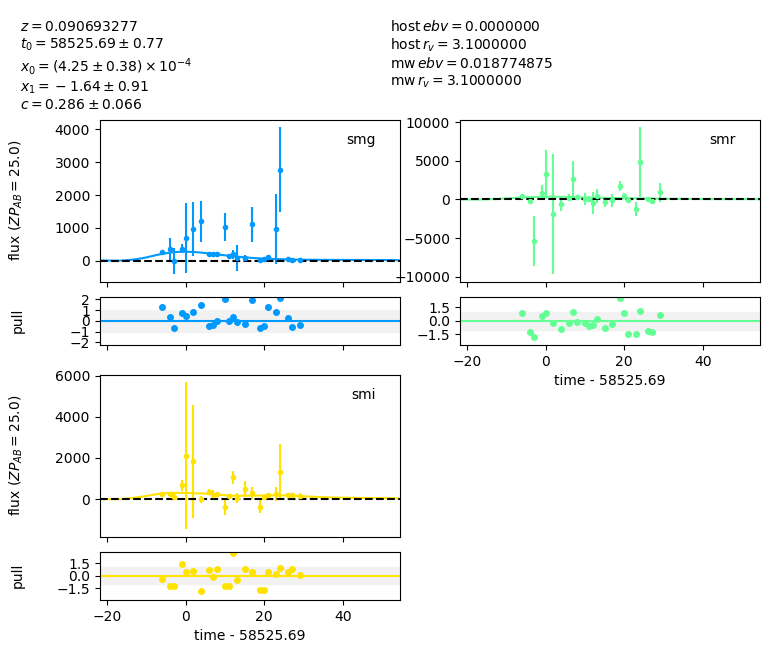 z = 0.090693277
t₀ = 58525.69 ± 0.77
x₀ = (4.25 ± 0.38) × 10⁻⁴
x₁ = −1.64 ± 0.91
c = 0.286 ± 0.066
host ebv = 0.0000000
host r_v = 3.1000000
mw ebv = 0.018774875
mw r_v = 3.1000000
smg
4000
3000
2000
1000
0
flux (ZP_AB = 25.0)
smr
10000
5000
0
−5000
−10000
2
1
0
−1
−2
pull
1.5
0.0
−1.5
−20 0 20 40
time - 58525.69
smi
6000
4000
2000
0
flux (ZP_AB = 25.0)
1.5
0.0
−1.5
pull
−20 0 20 40
time - 58525.69